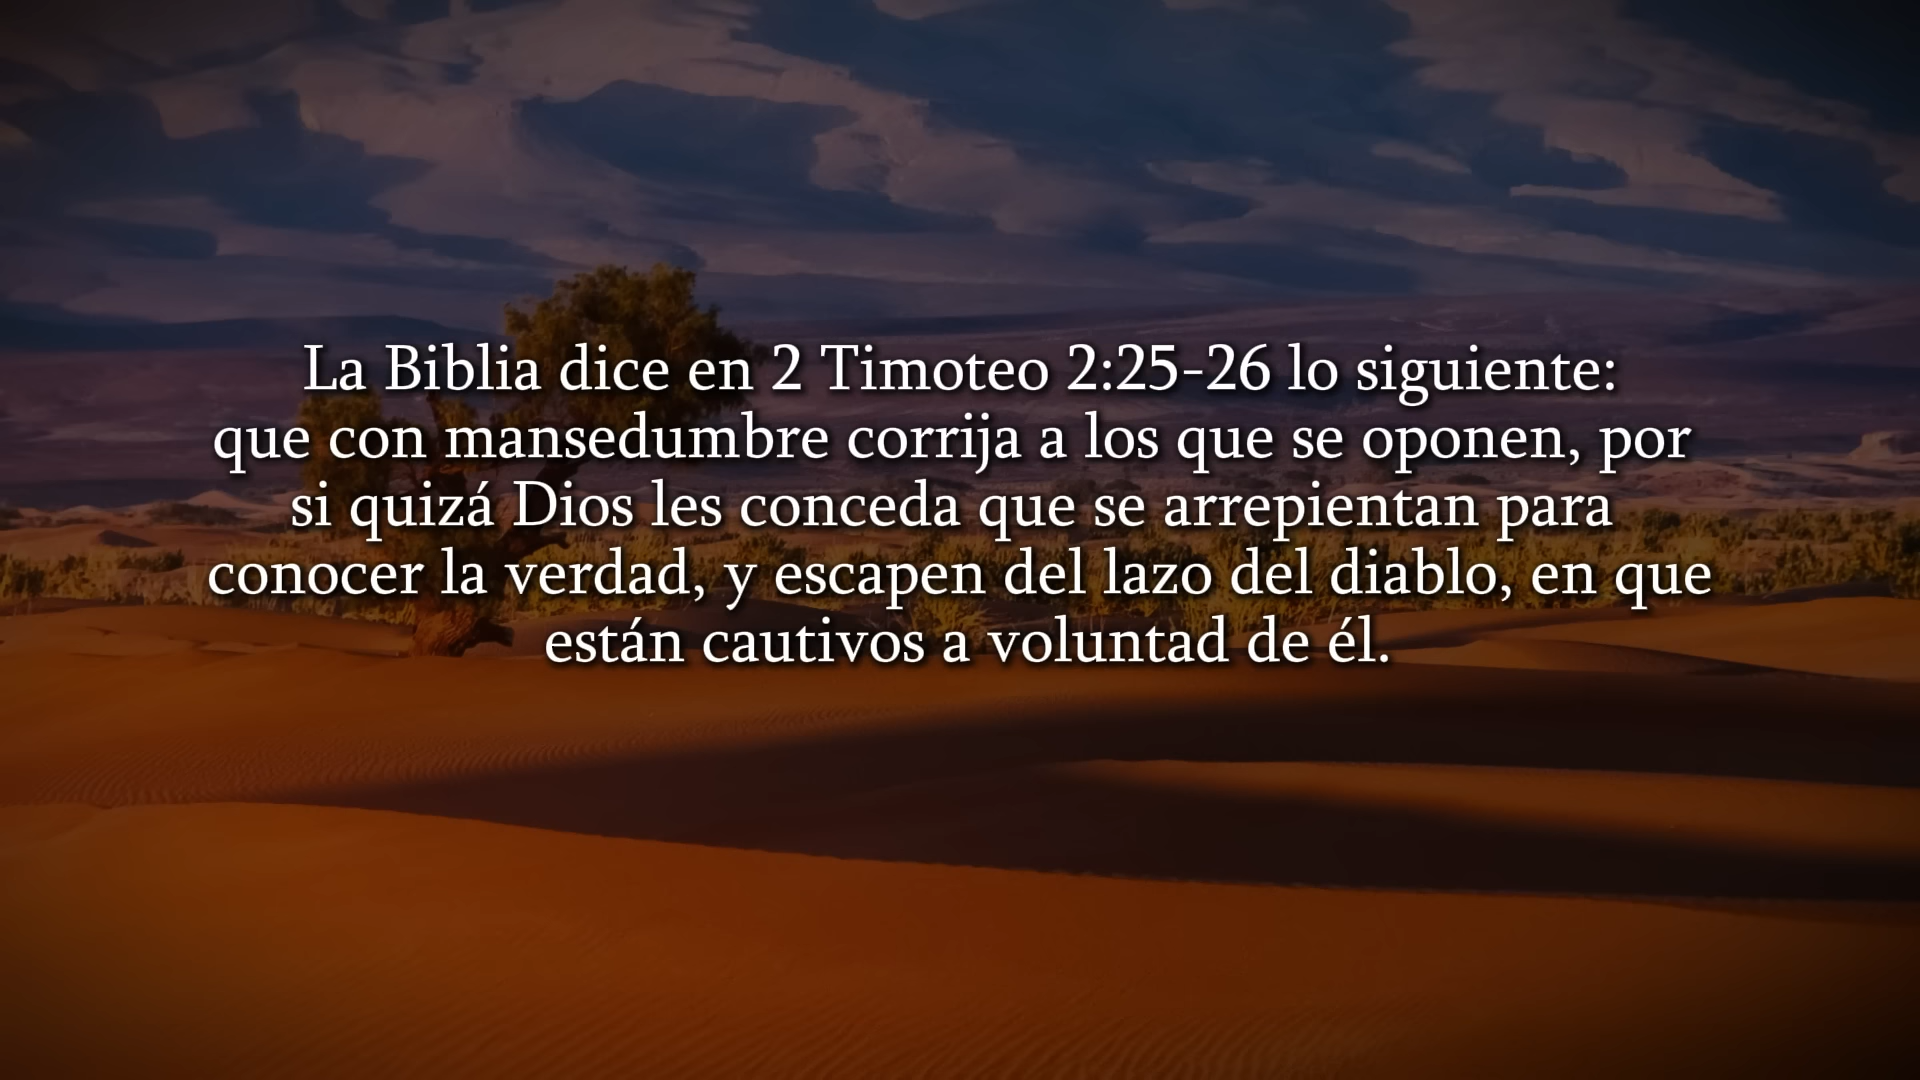 La Biblia dice en 2 Timoteo 2:25-26 lo siguiente:
que con mansedumbre corrija a los que se oponen, por
si quizá Dios les conceda que se arrepientan para
conocer la verdad, y escapen del lazo del diablo, en que
están cautivos a voluntad de él.